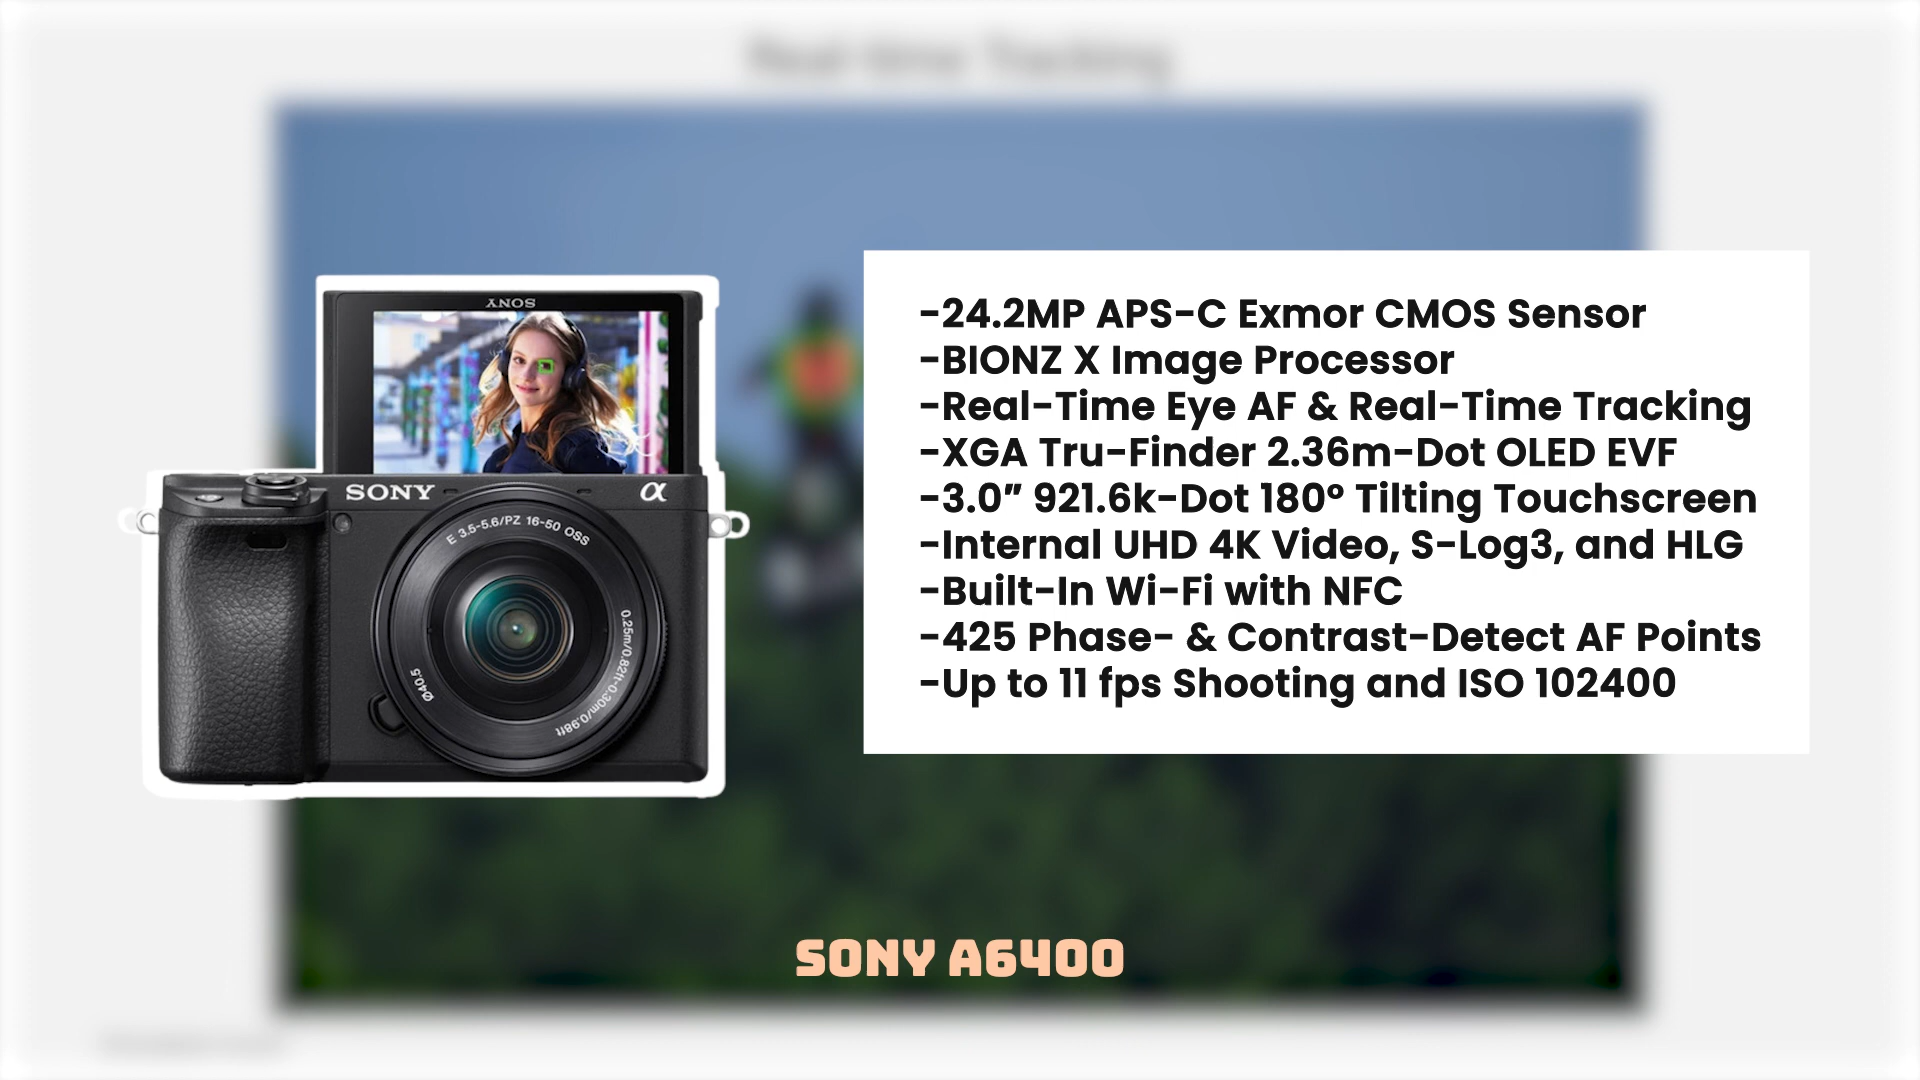 Real-time Tracking
SONY
-24.2MP APS-C Exmor CMOS Sensor
-BIONZ X Image Processor
-Real-Time Eye AF & Real-Time Tracking
-XGA Tru-Finder 2.36m-Dot OLED EVF
-3.0” 921.6k-Dot 180° Tilting Touchscreen
-Internal UHD 4K Video, S-Log3, and HLG
-Built-In Wi-Fi with NFC
-425 Phase- & Contrast-Detect AF Points
-Up to 11 fps Shooting and ISO 102400
SONY α
E 3.5-5.6/PZ 16-50 OSS
0.25m/0.82ft-0.30m/0.98ft
Ø40.5
SONY A6400